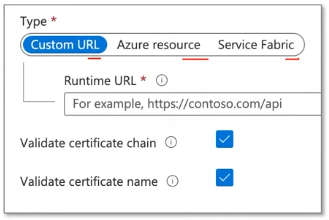 Type *
Custom URL Azure resource Service Fabric
Runtime URL *
For example, https://contoso.com/api
Validate certificate chain
Validate certificate name